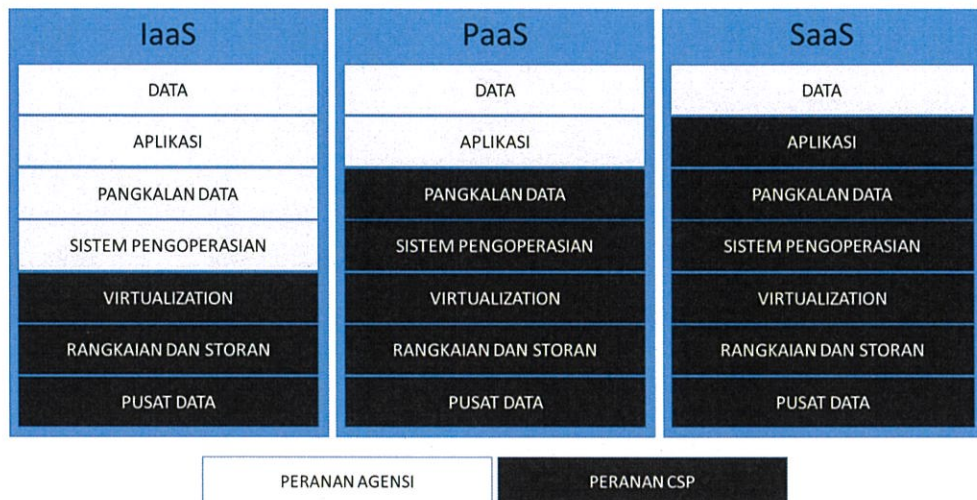 IaaS
DATA
APLIKASI
PANGKALAN DATA
SISTEM PENGOPERASIAN
VIRTUALIZATION
RANGKAIAN DAN STORAN
PUSAT DATA
PaaS
DATA
APLIKASI
PANGKALAN DATA
SISTEM PENGOPERASIAN
VIRTUALIZATION
RANGKAIAN DAN STORAN
PUSAT DATA
SaaS
DATA
APLIKASI
PANGKALAN DATA
SISTEM PENGOPERASIAN
VIRTUALIZATION
RANGKAIAN DAN STORAN
PUSAT DATA
PERANAN AGENSI
PERANAN CSP